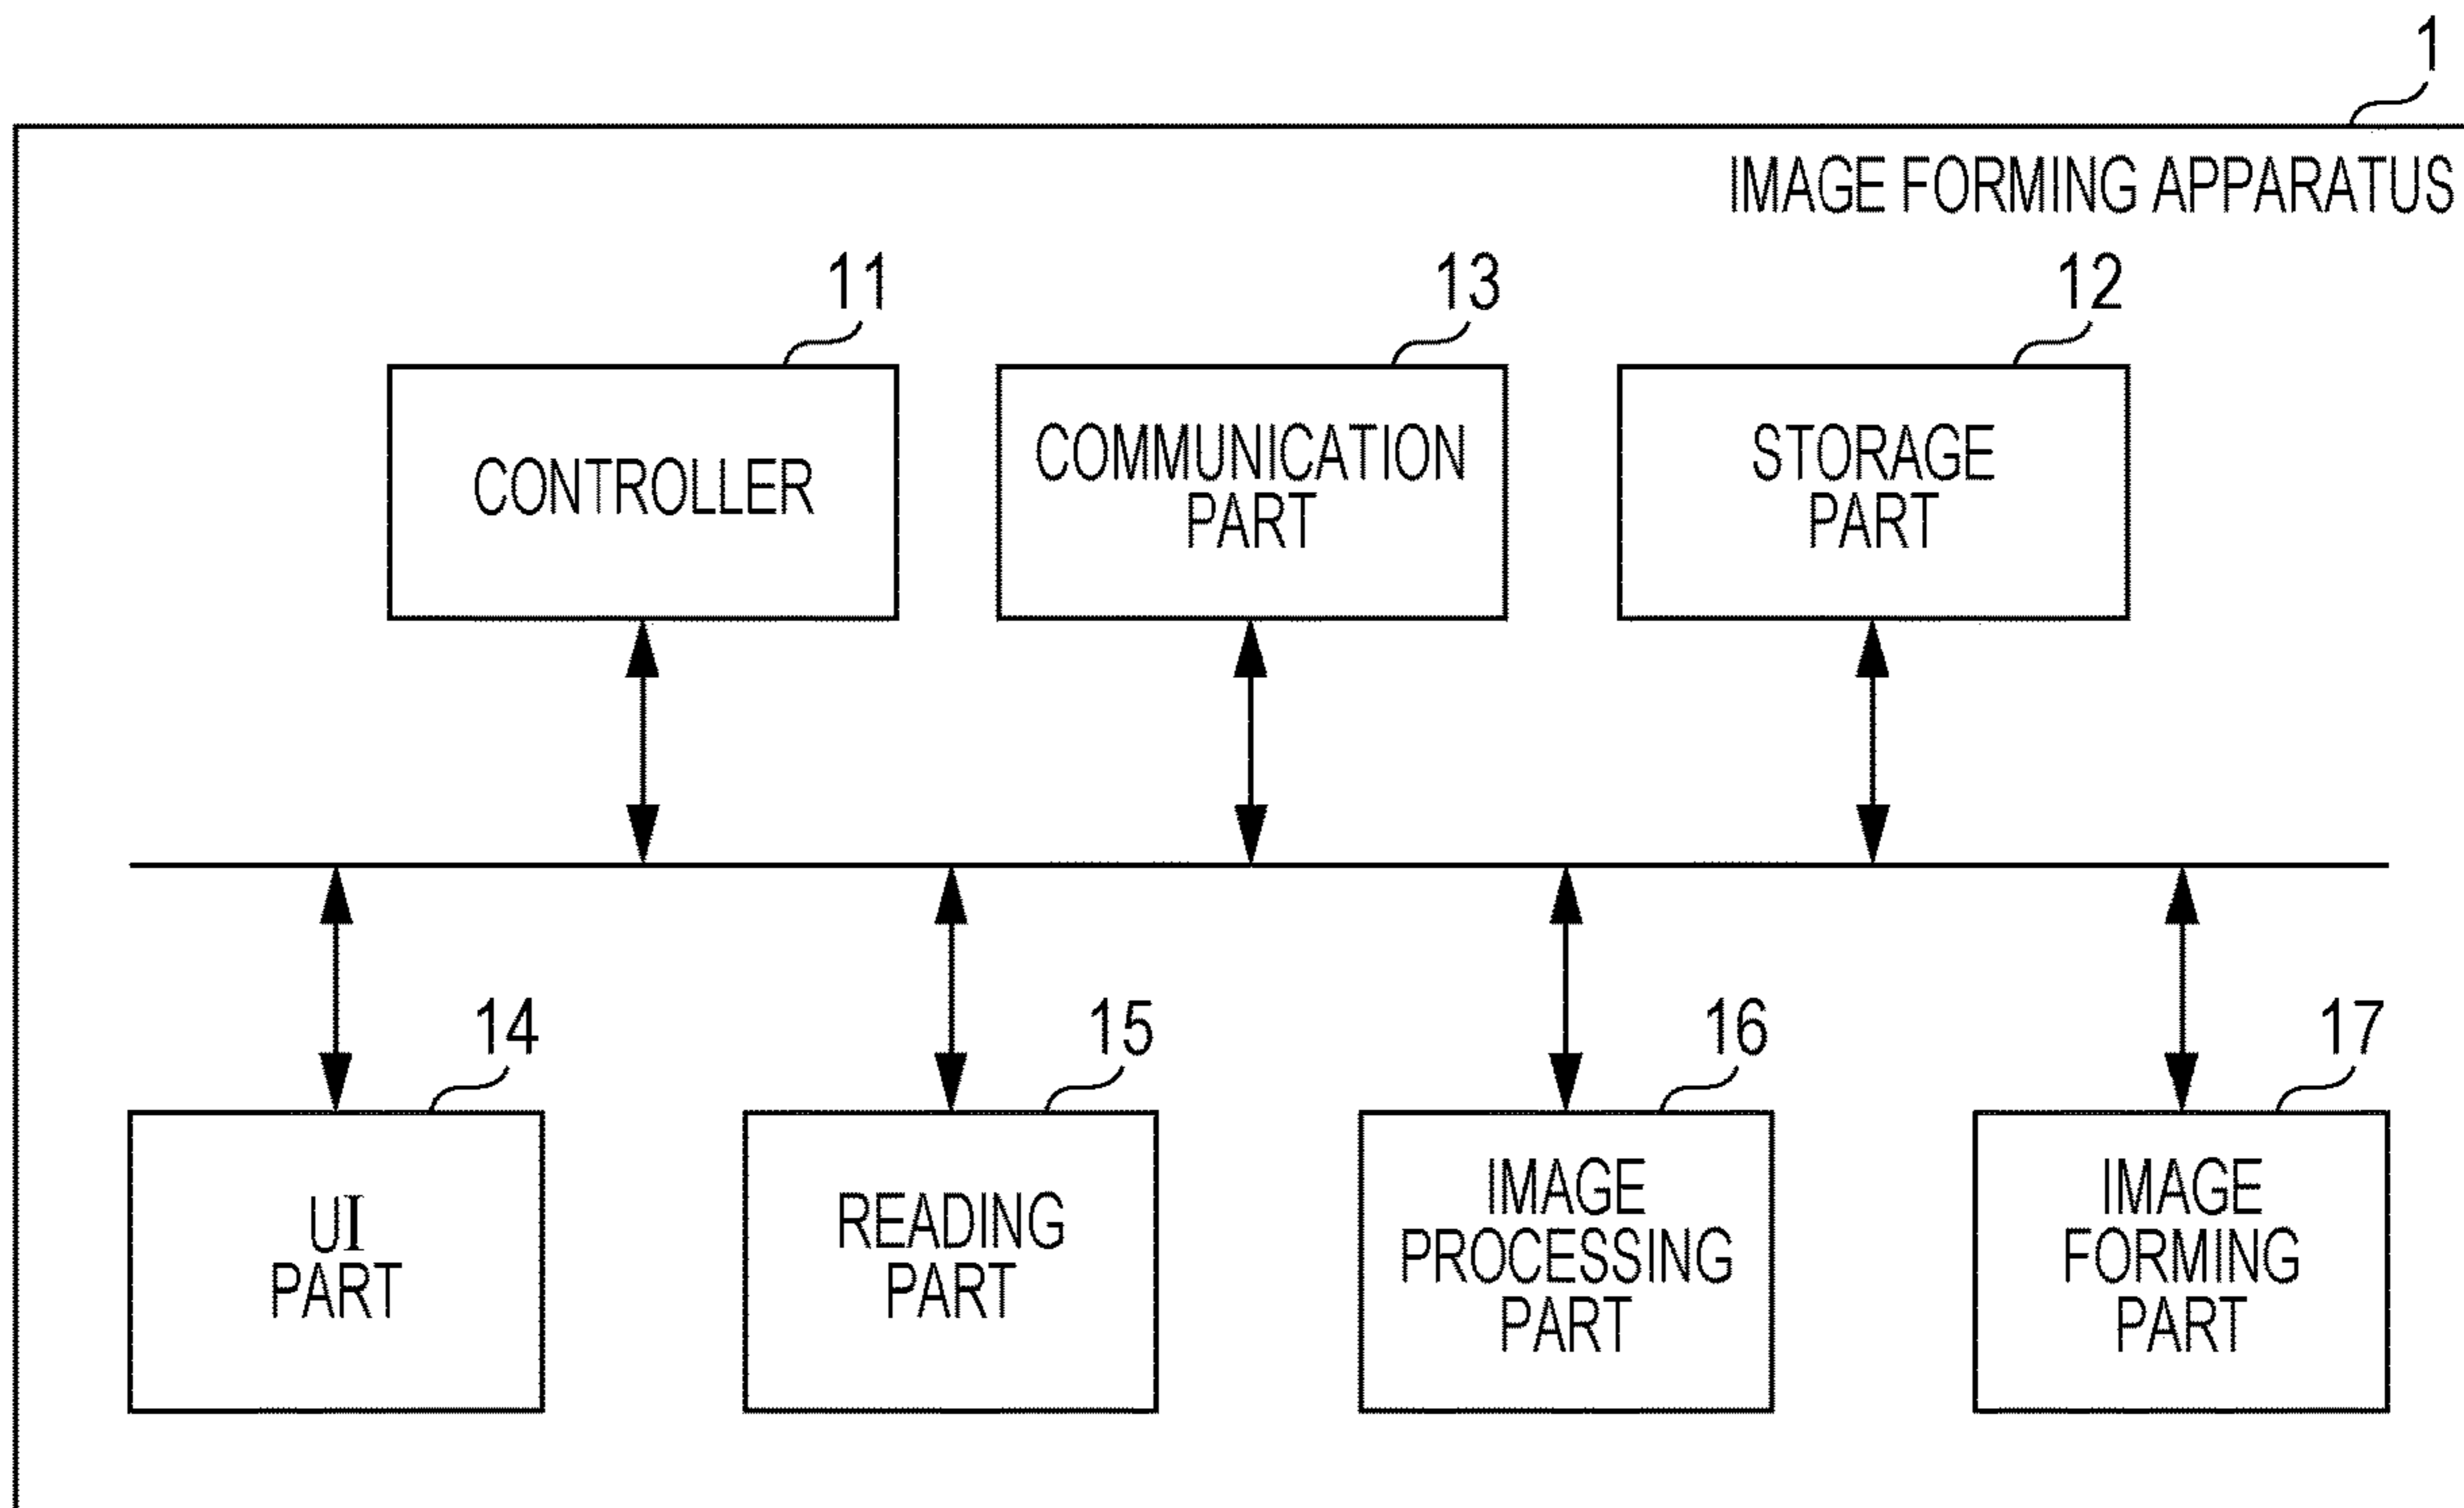 1
IMAGE FORMING APPARATUS
11
13
12
CONTROLLER
COMMUNICATION
PART
STORAGE
PART
14
15
16
17
UI
PART
READING
PART
IMAGE
PROCESSING
PART
IMAGE
FORMING
PART